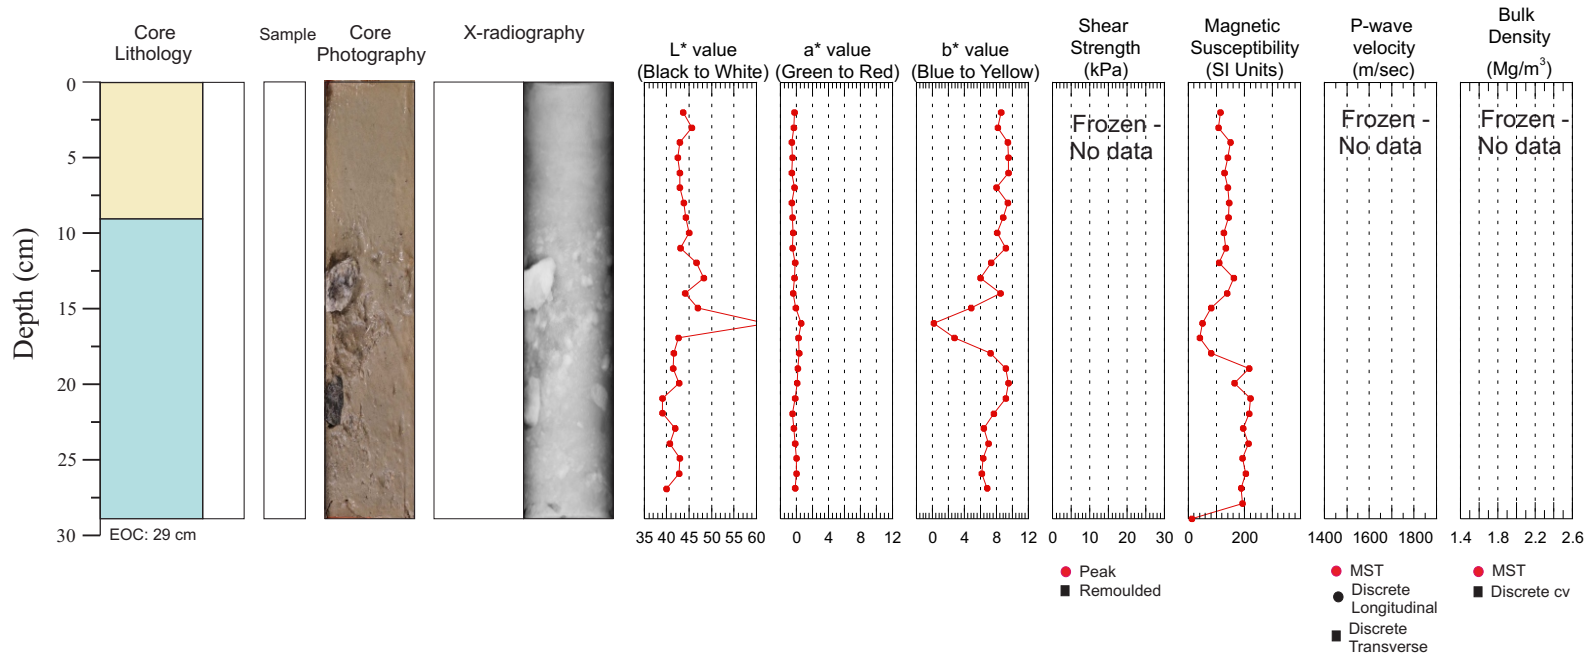 Core
Lithology
Sample
Core
Photography
X-radiography
L* value
(Black to White)
a* value
(Green to Red)
b* value
(Blue to Yellow)
Shear
Strength
(kPa)
Magnetic
Susceptibility
(SI Units)
P-wave
velocity
(m/sec)
Bulk
Density
(Mg/m³)
Depth (cm)
0
5
10
15
20
25
30
EOC: 29 cm
Frozen -
No data
Frozen -
No data
Frozen -
No data
35 40 45 50 55 60
0 4 8 12
0 4 8 12
0 10 20 30
0 200
1400 1600 1800
1.4 1.8 2.2 2.6
Peak
Remoulded
MST
Discrete
Longitudinal
Discrete
Transverse
MST
Discrete cv